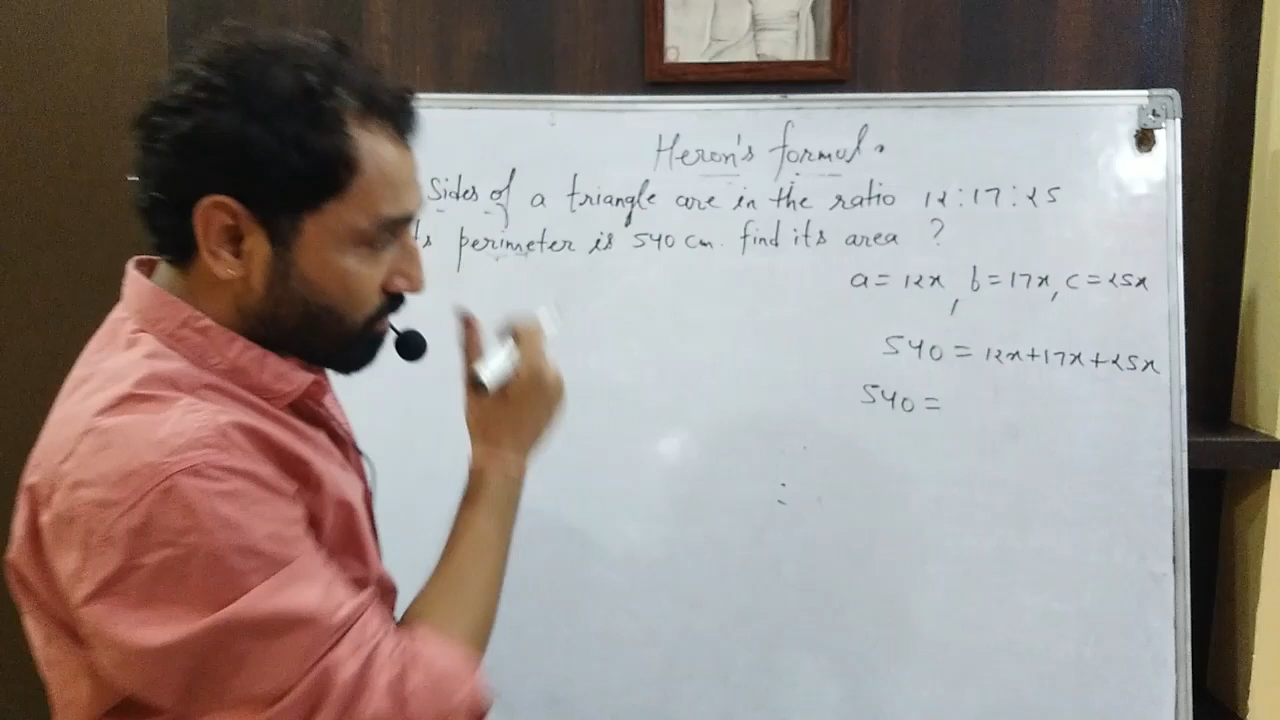 Heron's formul.
Sides of a triangle are in the ratio 12:17:25
perimeter is 540 cm. find its area ?
a = 12x, b = 17x, c = 25x
540 = 12x+17x+25x
540 =